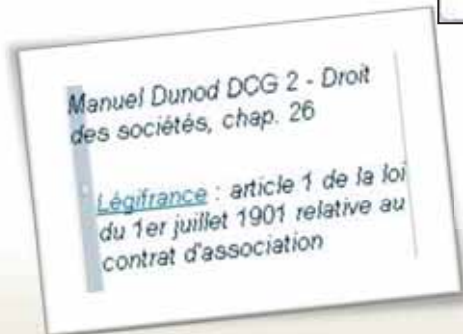 Manuel Dunod DCG 2 - Droit
des sociétés, chap. 26
Légifrance : article 1 de la loi
du 1er juillet 1901 relative au
contrat d'association